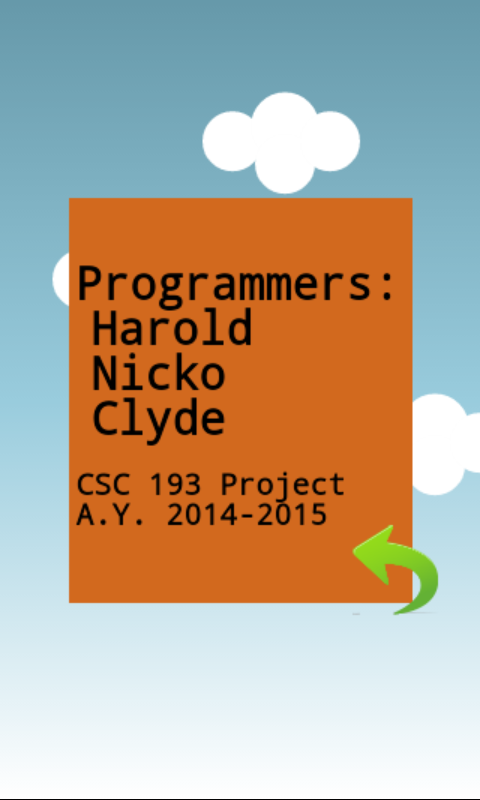 Programmers:
Harold
Nicko
Clyde
CSC 193 Project
A.Y. 2014-2015